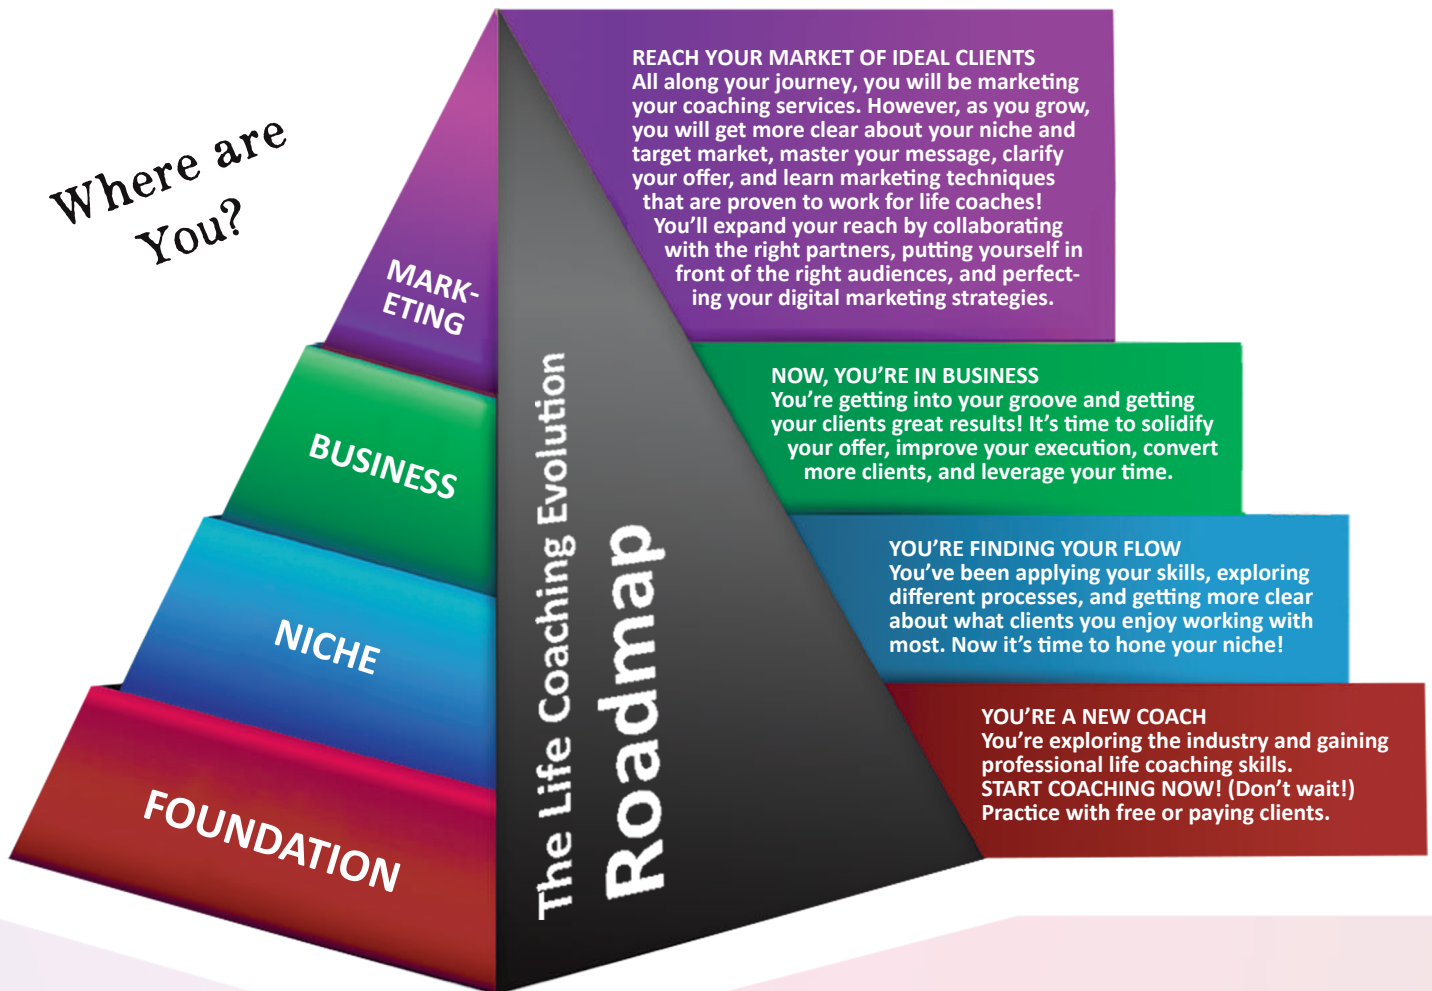 Where are
You?
MARK-
ETING
BUSINESS
NICHE
FOUNDATION
The Life Coaching Evolution
Roadmap
REACH YOUR MARKET OF IDEAL CLIENTS
All along your journey, you will be marketing
your coaching services. However, as you grow,
you will get more clear about your niche and
target market, master your message, clarify
your offer, and learn marketing techniques
that are proven to work for life coaches!
You’ll expand your reach by collaborating
with the right partners, putting yourself in
front of the right audiences, and perfect-
ing your digital marketing strategies.
NOW, YOU’RE IN BUSINESS
You’re getting into your groove and getting
your clients great results! It’s time to solidify
your offer, improve your execution, convert
more clients, and leverage your time.
YOU’RE FINDING YOUR FLOW
You’ve been applying your skills, exploring
different processes, and getting more clear
about what clients you enjoy working with
most. Now it’s time to hone your niche!
YOU’RE A NEW COACH
You’re exploring the industry and gaining
professional life coaching skills.
START COACHING NOW! (Don’t wait!)
Practice with free or paying clients.